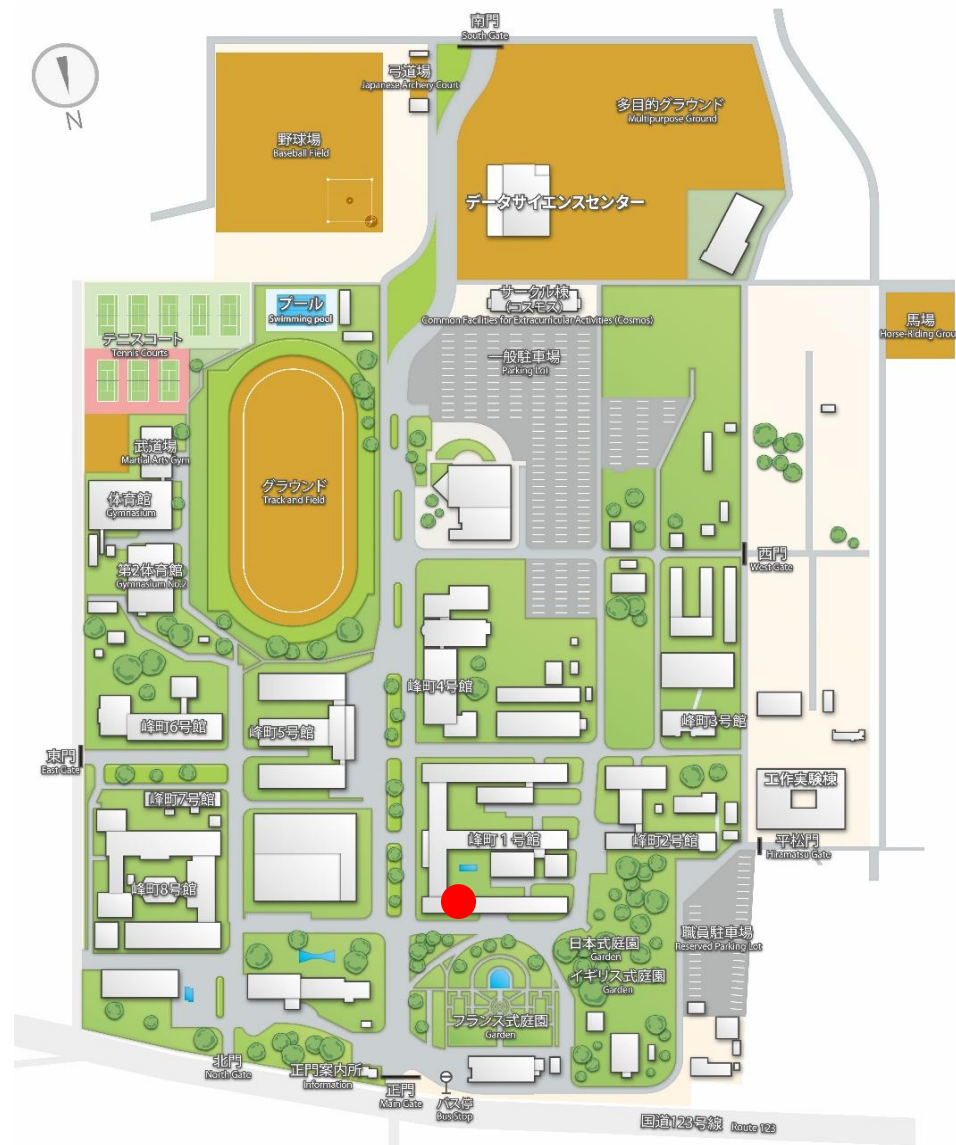 南門
South Gate
弓道場
Japanese Archery Court
多目的グラウンド
Multipurpose Ground
N
野球場
Baseball Field
データサイエンスセンター
プール
Swimming pool
サークル棟
(コスモス)
Common Facilities for Extracurricular Activities (Cosmos)
馬場
Horse-Riding Grou
テニスコート
Tennis Courts
一般駐車場
Parking Lot
武道場
Martial Arts Gym
体育館
Gymnasium
グラウンド
Track and Field
西門
West Gate
第2体育館
Gymnasium No.2
峰町4号館
峰町6号館
峰町5号館
峰町3号館
東門
East Gate
峰町7号館
工作実験棟
峰町1号館
峰町2号館
平松門
Hiramatsu Gate
峰町8号館
職員駐車場
Reserved Parking Lot
日本式庭園
Garden
イギリス式庭園
Garden
フランス式庭園
Garden
北門
North Gate
正門案内所
Information
正門
Main Gate
バス停
Bus Stop
国道123号線 Route 123